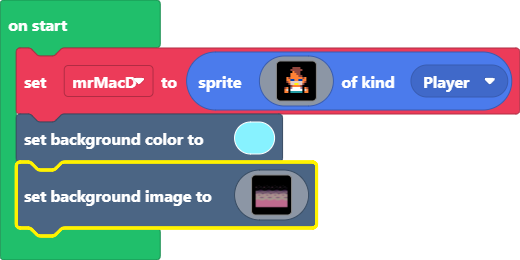 on start
set mrMacD to sprite of kind Player
set background color to
set background image to